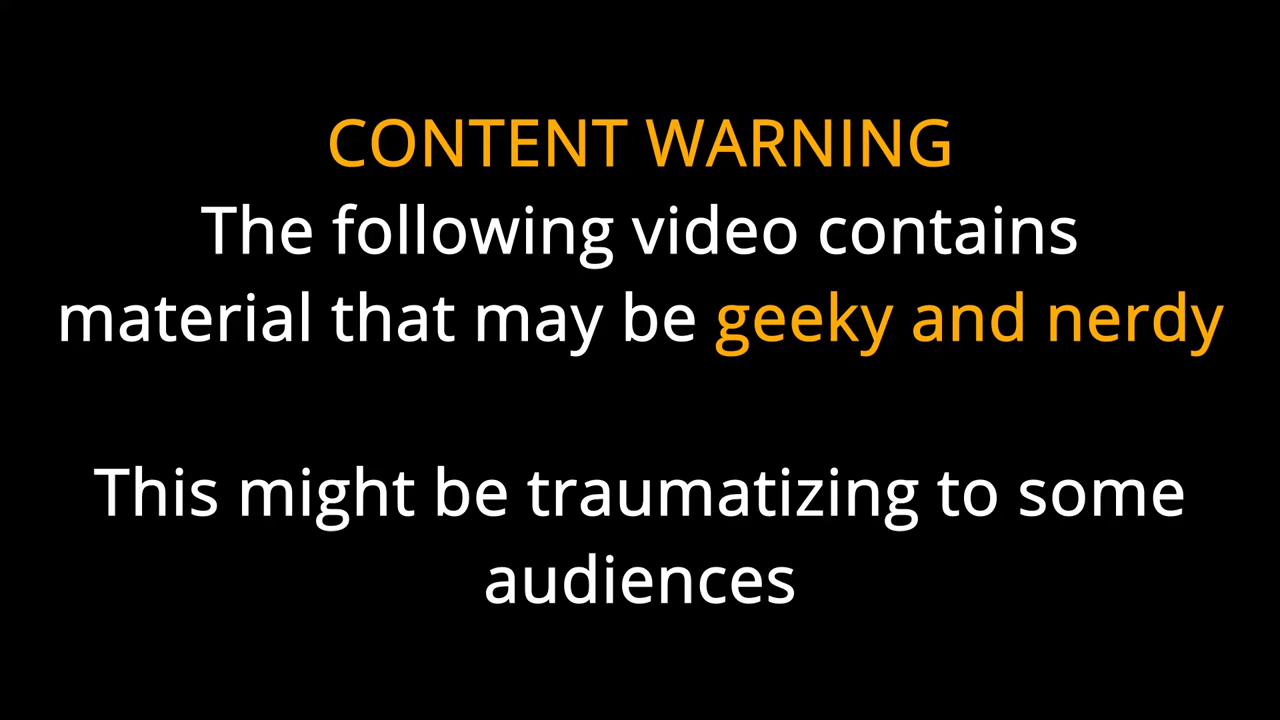 CONTENT WARNING
The following video contains
material that may be geeky and nerdy
This might be traumatizing to some
audiences